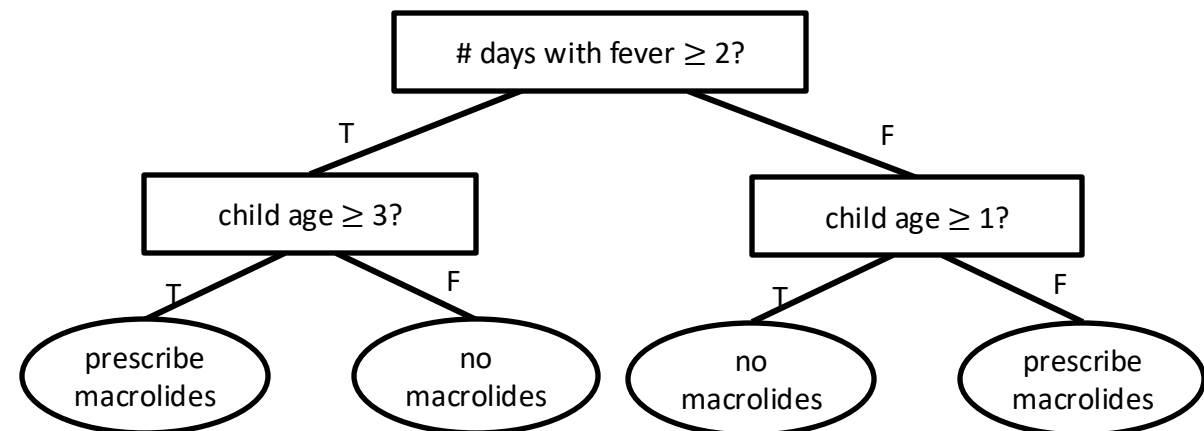 # days with fever ≥ 2?
T
F
child age ≥ 3?
child age ≥ 1?
T
F
T
F
prescribe
macrolides
no
macrolides
no
macrolides
prescribe
macrolides